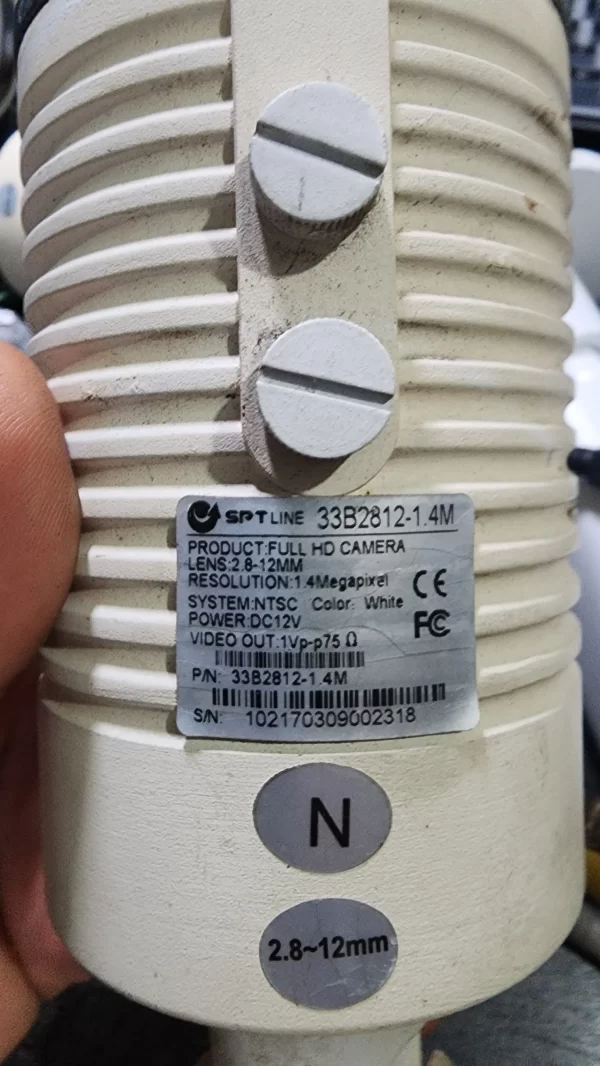 SPT LINE 33B2812-1.4M
PRODUCT:FULL HD CAMERA
LENS:2.8-12MM
RESOLUTION:1.4Megapixel
CE
SYSTEM:NTSC Color: White
POWER:DC12V
FC
VIDEO OUT:1Vp-p75 Ω
P/N: 33B2812-1.4M
S/N: 102170309002318
N
2.8~12mm